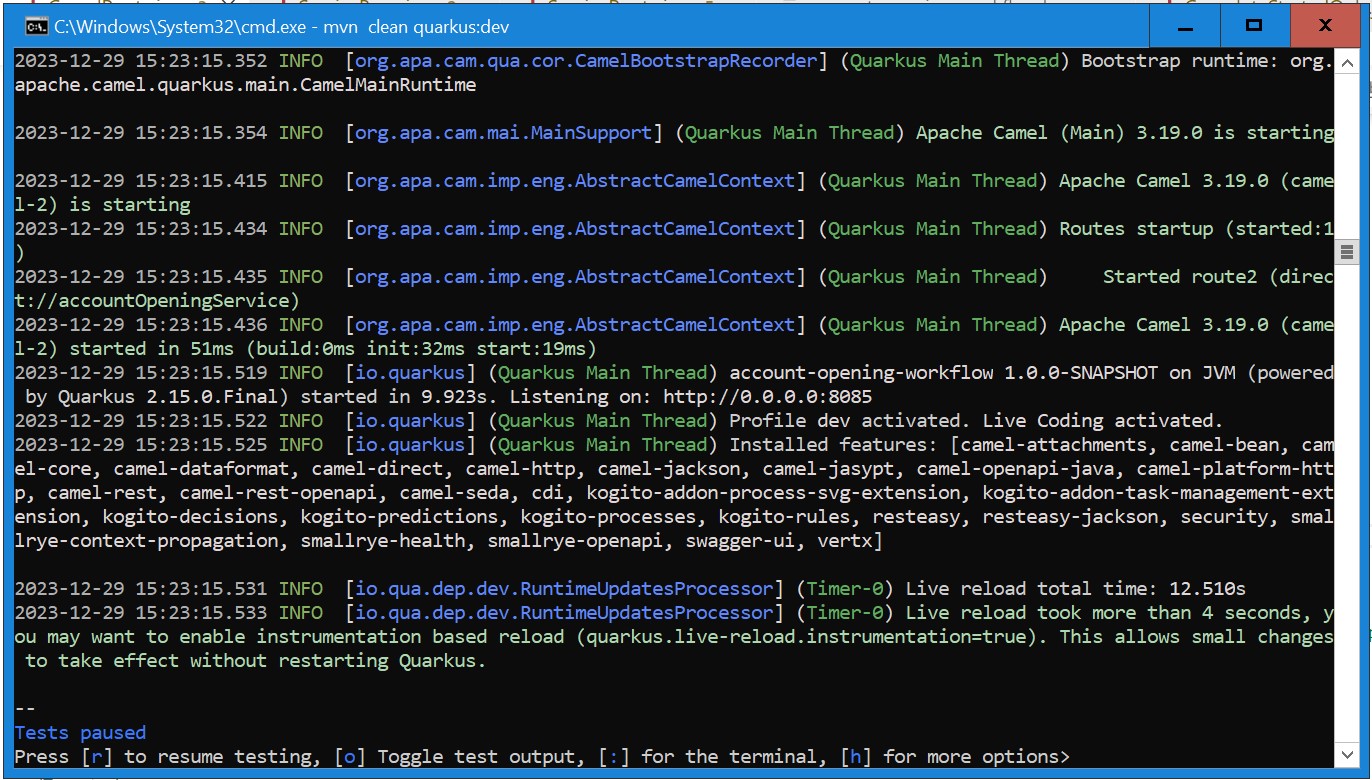 C:\Windows\System32\cmd.exe - mvn  clean quarkus:dev
2023-12-29 15:23:15.352 INFO  [org.apa.cam.qua.cor.CamelBootstrapRecorder] (Quarkus Main Thread) Bootstrap runtime: org.
apache.camel.quarkus.main.CamelMainRuntime
2023-12-29 15:23:15.354 INFO  [org.apa.cam.mai.MainSupport] (Quarkus Main Thread) Apache Camel (Main) 3.19.0 is starting
2023-12-29 15:23:15.415 INFO  [org.apa.cam.imp.eng.AbstractCamelContext] (Quarkus Main Thread) Apache Camel 3.19.0 (came
l-2) is starting
2023-12-29 15:23:15.434 INFO  [org.apa.cam.imp.eng.AbstractCamelContext] (Quarkus Main Thread) Routes startup (started:1
)
2023-12-29 15:23:15.435 INFO  [org.apa.cam.imp.eng.AbstractCamelContext] (Quarkus Main Thread)     Started route2 (direc
t://accountOpeningService)
2023-12-29 15:23:15.436 INFO  [org.apa.cam.imp.eng.AbstractCamelContext] (Quarkus Main Thread) Apache Camel 3.19.0 (came
l-2) started in 51ms (build:0ms init:32ms start:19ms)
2023-12-29 15:23:15.519 INFO  [io.quarkus] (Quarkus Main Thread) account-opening-workflow 1.0.0-SNAPSHOT on JVM (powered
 by Quarkus 2.15.0.Final) started in 9.923s. Listening on: http://0.0.0.0:8085
2023-12-29 15:23:15.522 INFO  [io.quarkus] (Quarkus Main Thread) Profile dev activated. Live Coding activated.
2023-12-29 15:23:15.525 INFO  [io.quarkus] (Quarkus Main Thread) Installed features: [camel-attachments, camel-bean, cam
el-core, camel-dataformat, camel-direct, camel-http, camel-jackson, camel-jasypt, camel-openapi-java, camel-platform-htt
p, camel-rest, camel-rest-openapi, camel-seda, cdi, kogito-addon-process-svg-extension, kogito-addon-task-management-ext
ension, kogito-decisions, kogito-predictions, kogito-processes, kogito-rules, resteasy, resteasy-jackson, security, smal
lrye-context-propagation, smallrye-health, smallrye-openapi, swagger-ui, vertx]
2023-12-29 15:23:15.531 INFO  [io.qua.dep.dev.RuntimeUpdatesProcessor] (Timer-0) Live reload total time: 12.510s
2023-12-29 15:23:15.533 INFO  [io.qua.dep.dev.RuntimeUpdatesProcessor] (Timer-0) Live reload took more than 4 seconds, y
ou may want to enable instrumentation based reload (quarkus.live-reload.instrumentation=true). This allows small changes
 to take effect without restarting Quarkus.
--
Tests paused
Press [r] to resume testing, [o] Toggle test output, [:] for the terminal, [h] for more options>